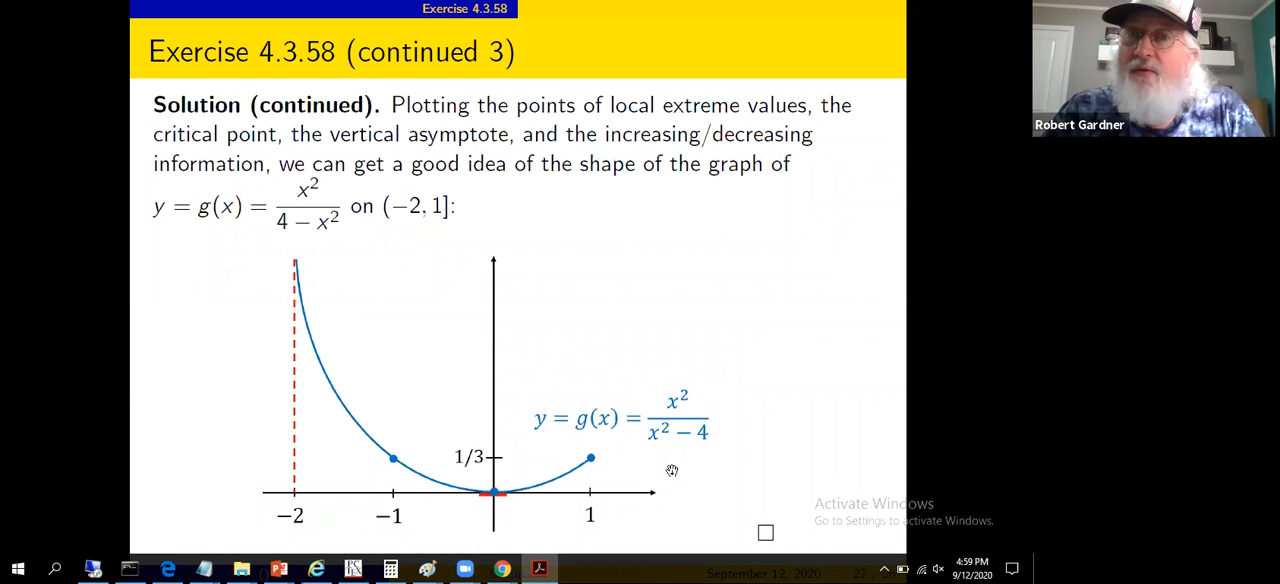 Exercise 4.3.58
Exercise 4.3.58 (continued 3)
Robert Gardner
Solution (continued). Plotting the points of local extreme values, the
critical point, the vertical asymptote, and the increasing/decreasing
information, we can get a good idea of the shape of the graph of
y = g(x) = x² / (4 − x²) on (−2, 1]:
y = g(x) = x² / (x² − 4)
1/3
−2 −1 1
Activate Windows
Go to Settings to activate Windows.
4:59 PM
September 12, 2020
9/12/2020